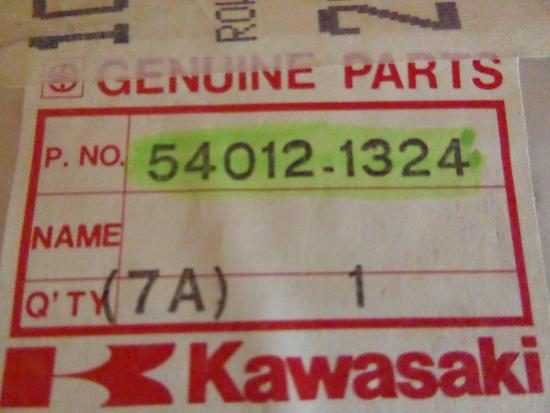 GENUINE PARTS
P. NO. 54012-1324
NAME
Q'TY (7A) 1
Kawasaki